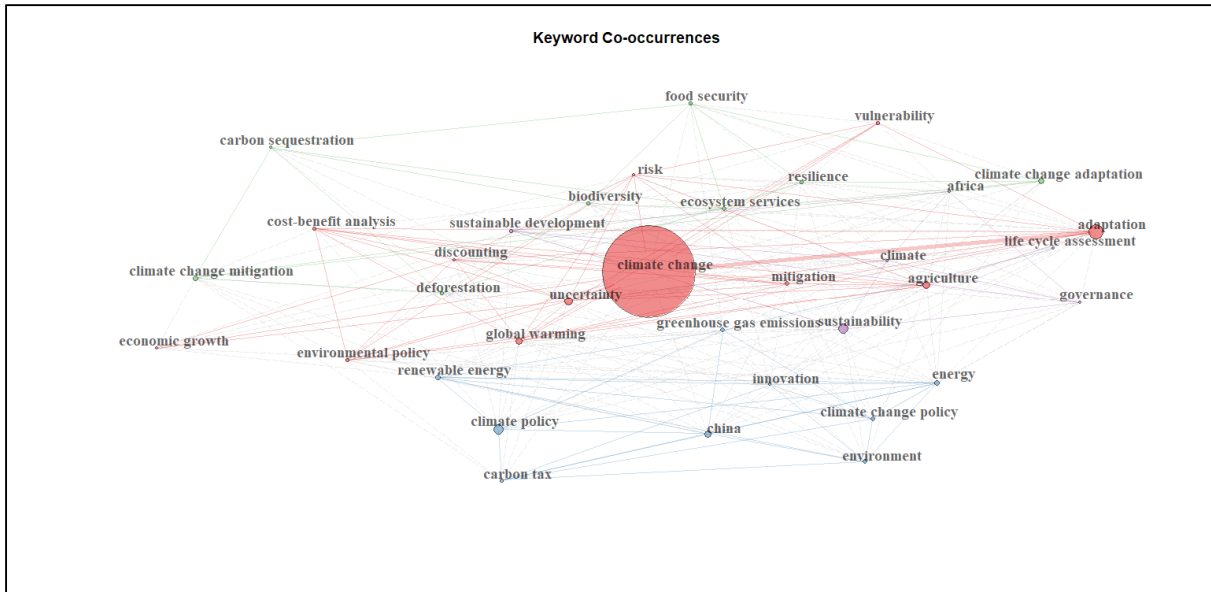 Keyword Co-occurrences
food security
vulnerability
carbon sequestration
risk
resilience
climate change adaptation
africa
biodiversity
ecosystem services
cost-benefit analysis
sustainable development
adaptation
life cycle assessment
discounting
climate
climate change
climate change mitigation
mitigation
agriculture
deforestation
uncertainty
governance
greenhouse gas emissions
sustainability
global warming
economic growth
environmental policy
renewable energy
innovation
energy
climate change policy
climate policy
china
environment
carbon tax